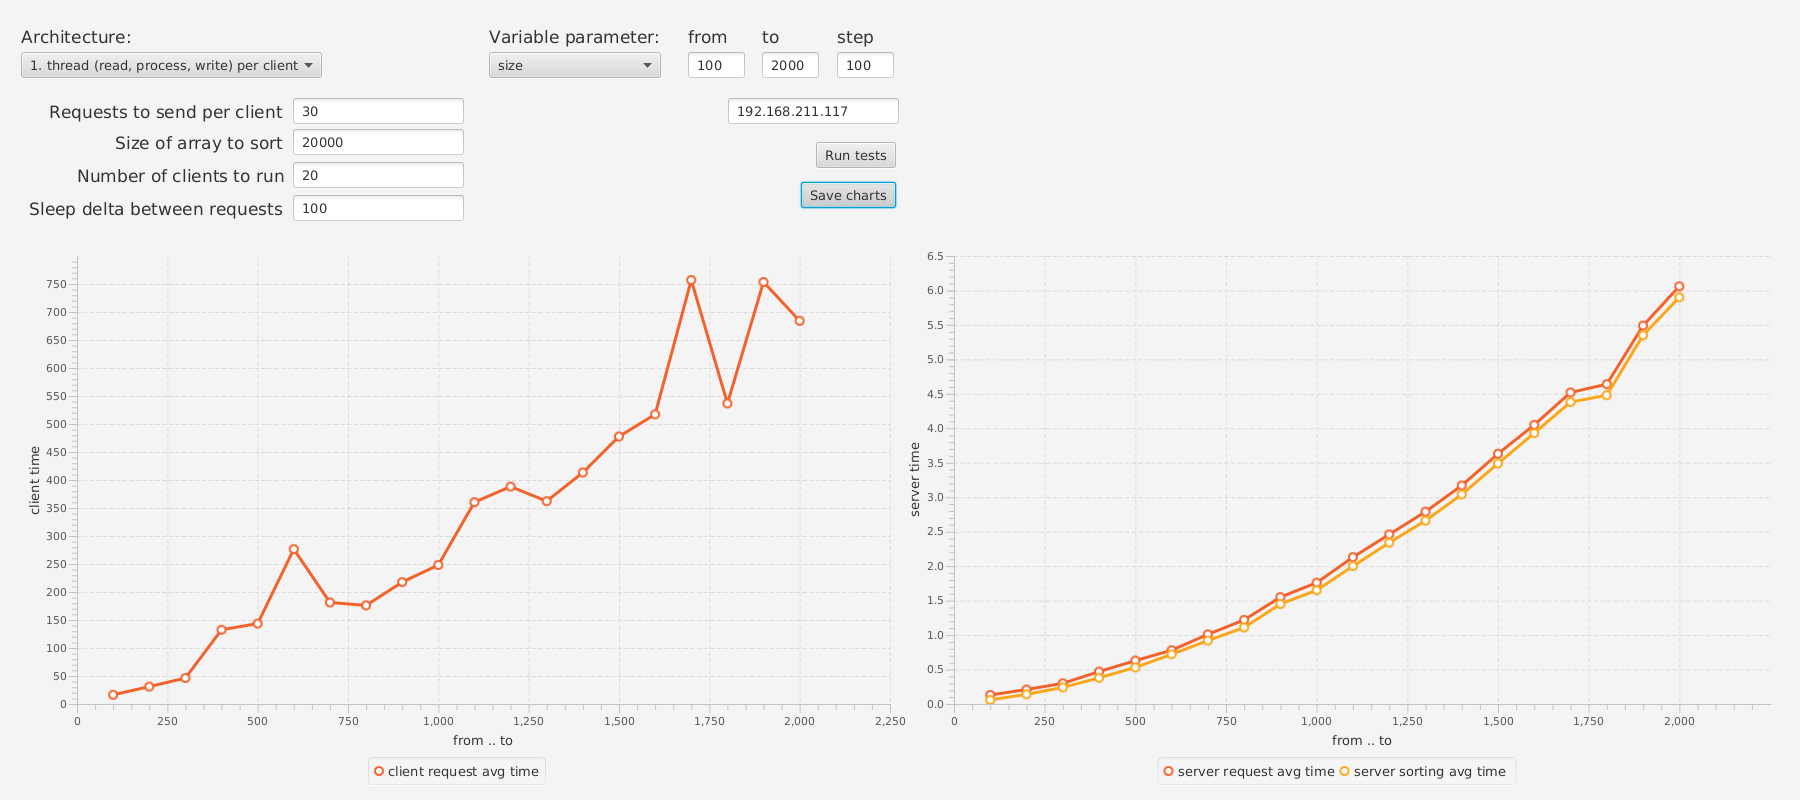 Architecture:
Variable parameter: from to step
1. thread (read, process, write) per client
size 100 2000 100
Requests to send per client 30
192.168.211.117
Size of array to sort 20000
Run tests
Number of clients to run 20
Save charts
Sleep delta between requests 100
750
700
650
600
550
500
450
400
350
300
250
200
150
100
50
0
client time
0 250 500 750 1,000 1,250 1,500 1,750 2,000 2,250
from .. to
client request avg time
6.5
6.0
5.5
5.0
4.5
4.0
3.5
3.0
2.5
2.0
1.5
1.0
0.5
0.0
server time
0 250 500 750 1,000 1,250 1,500 1,750 2,000
from .. to
server request avg time server sorting avg time